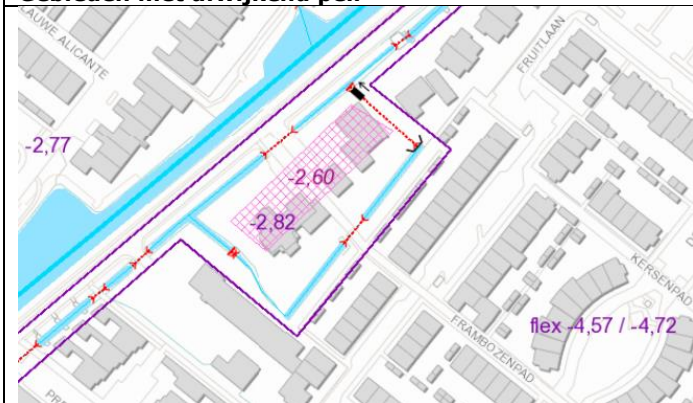 Gebieden met afwijkend peil
LAUWE ALICANTE
FRUITLAAN
-2,77
-2,60
-2,82
KERSENPAD
flex -4,57 / -4,72
FRAMBOZENPAD